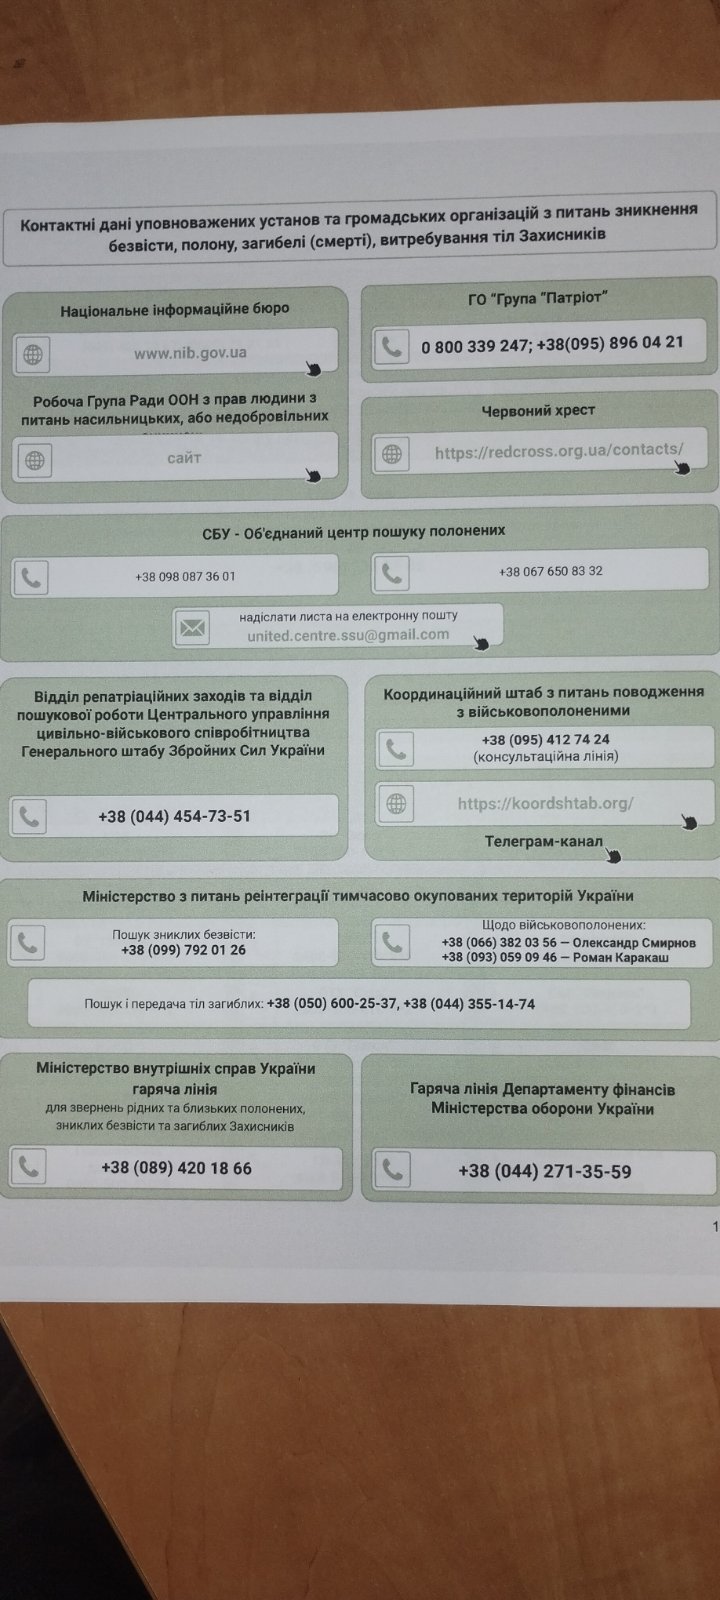 Контактні дані уповноважених установ та громадських організацій з питань зникнення
безвісти, полону, загибелі (смерті), витребування тіл Захисників
Національне інформаційне бюро
www.nib.gov.ua
Робоча Група Ради ООН з прав людини з
питань насильницьких, або недобровільних
сайт
ГО “Група “Патріот”
0 800 339 247; +38(095) 896 04 21
Червоний хрест
https://redcross.org.ua/contacts/
СБУ - Об'єднаний центр пошуку полонених
+38 098 087 36 01
+38 067 650 83 32
надіслати листа на електронну пошту
united.centre.ssu@gmail.com
Відділ репатріаційних заходів та відділ
пошукової роботи Центрального управління
цивільно-військового співробітництва
Генерального штабу Збройних Сил України
+38 (044) 454-73-51
Координаційний штаб з питань поводження
з військовополоненими
+38 (095) 412 74 24
(консультаційна лінія)
https://koordshtab.org/
Телеграм-канал
Міністерство з питань реінтеграції тимчасово окупованих територій України
Пошук зниклих безвісти:
+38 (099) 792 01 26
Щодо військовополонених:
+38 (066) 382 03 56 — Олександр Смирнов
+38 (093) 059 09 46 — Роман Каракаш
Пошук і передача тіл загиблих: +38 (050) 600-25-37, +38 (044) 355-14-74
Міністерство внутрішніх справ України
гаряча лінія
для звернень рідних та близьких полонених,
зниклих безвісти та загиблих Захисників
+38 (089) 420 18 66
Гаряча лінія Департаменту фінансів
Міністерства оборони України
+38 (044) 271-35-59
1